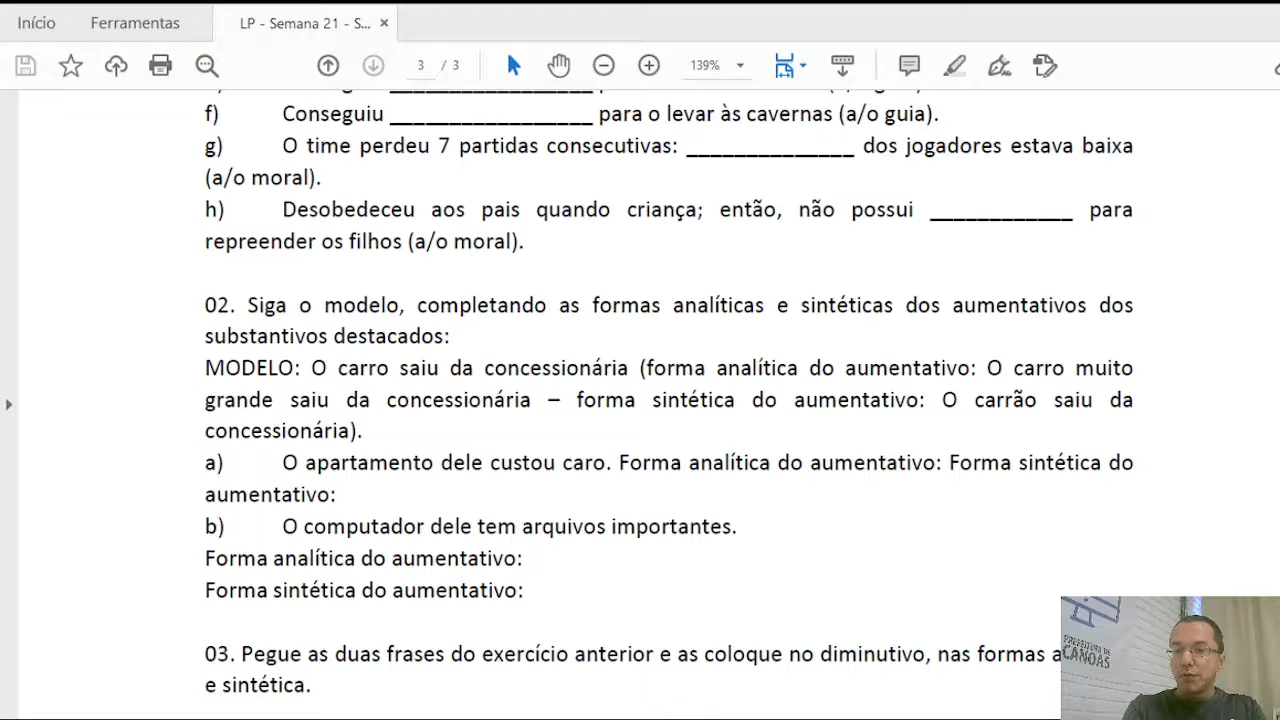 Início Ferramentas LP - Semana 21 - S... ×
3 / 3 139%
f) Conseguiu _________________ para o levar às cavernas (a/o guia).
g) O time perdeu 7 partidas consecutivas: ______________ dos jogadores estava baixa
(a/o moral).
h) Desobedeceu aos pais quando criança; então, não possui ____________ para
repreender os filhos (a/o moral).
02. Siga o modelo, completando as formas analíticas e sintéticas dos aumentativos dos
substantivos destacados:
MODELO: O carro saiu da concessionária (forma analítica do aumentativo: O carro muito
grande saiu da concessionária – forma sintética do aumentativo: O carrão saiu da
concessionária).
a) O apartamento dele custou caro. Forma analítica do aumentativo: Forma sintética do
aumentativo:
b) O computador dele tem arquivos importantes.
Forma analítica do aumentativo:
Forma sintética do aumentativo:
03. Pegue as duas frases do exercício anterior e as coloque no diminutivo, nas formas a
e sintética.
PREFEITURA DE
CANOAS